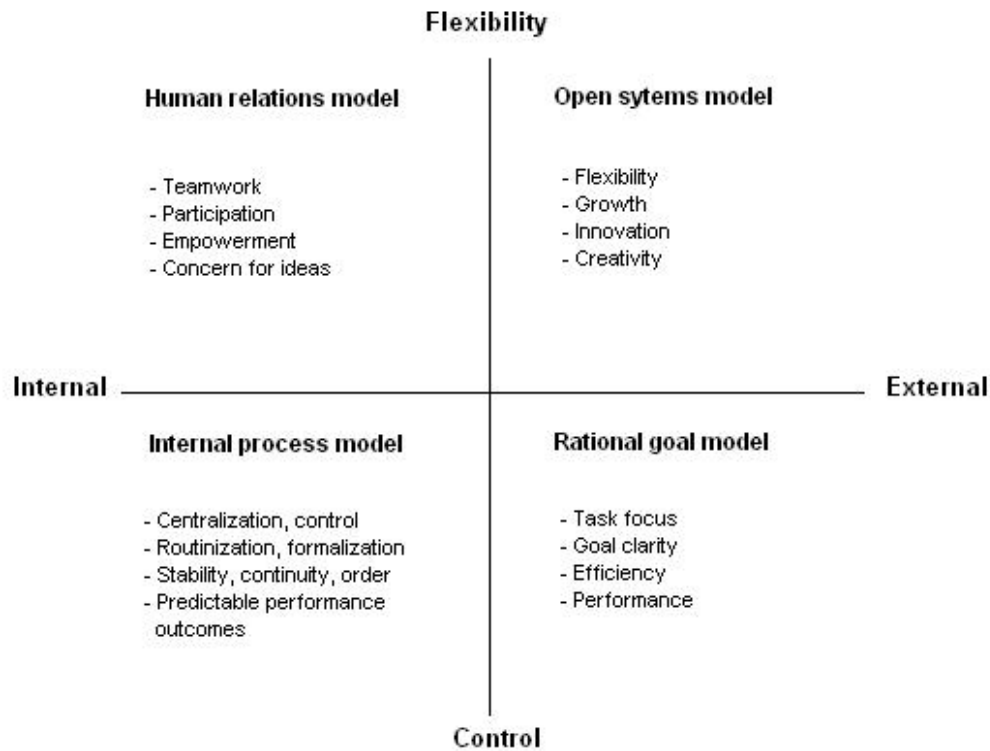 Flexibility
Human relations model
Open sytems model
- Teamwork
- Participation
- Empowerment
- Concern for ideas
- Flexibility
- Growth
- Innovation
- Creativity
Internal
External
Internal process model
Rational goal model
- Centralization, control
- Routinization, formalization
- Stability, continuity, order
- Predictable performance
outcomes
- Task focus
- Goal clarity
- Efficiency
- Performance
Control